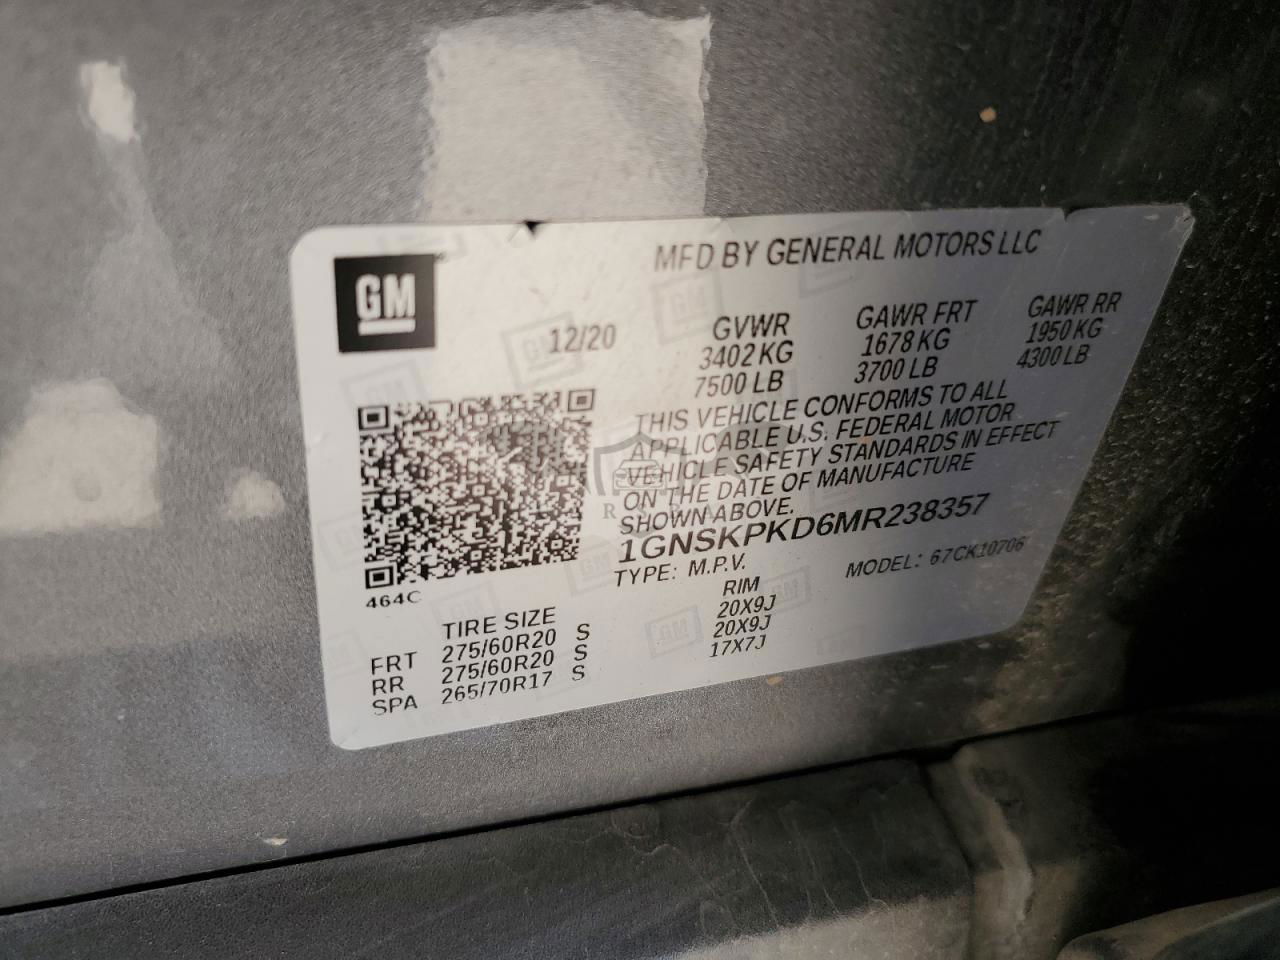 GM
MFD BY GENERAL MOTORS LLC
12/20
GVWR GAWR FRT GAWR RR
3402 KG 1678 KG 1950 KG
7500 LB 3700 LB 4300 LB
THIS VEHICLE CONFORMS TO ALL
APPLICABLE U.S. FEDERAL MOTOR
VEHICLE SAFETY STANDARDS IN EFFECT
ON THE DATE OF MANUFACTURE
SHOWN ABOVE.
1GNSKPKD6MR238357
TYPE: M.P.V. MODEL: 67CK10706
464C
TIRE SIZE RIM
FRT 275/60R20 S 20X9J
RR 275/60R20 S 20X9J
SPA 265/70R17 S 17X7J